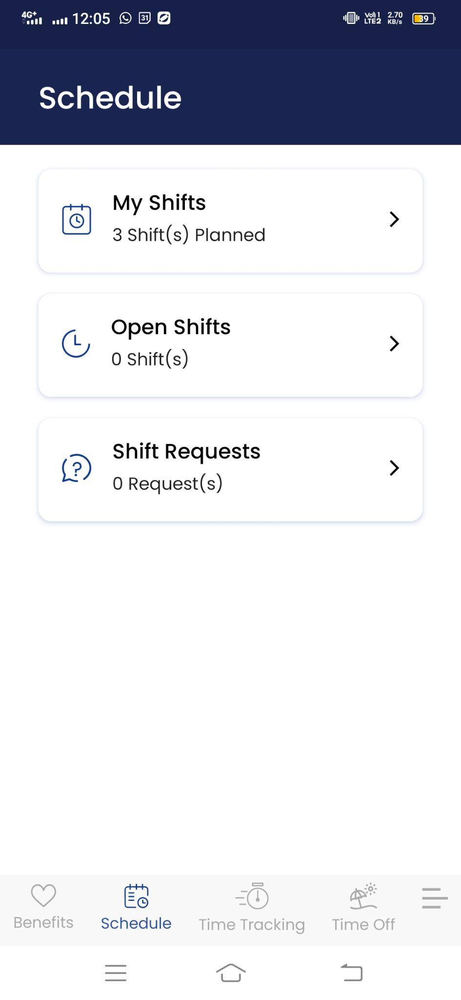 4G+ 12:05 31 Vo)) 1 LTE2 2.70 KB/s 39
Schedule
My Shifts
3 Shift(s) Planned
Open Shifts
0 Shift(s)
Shift Requests
0 Request(s)
Benefits Schedule Time Tracking Time Off